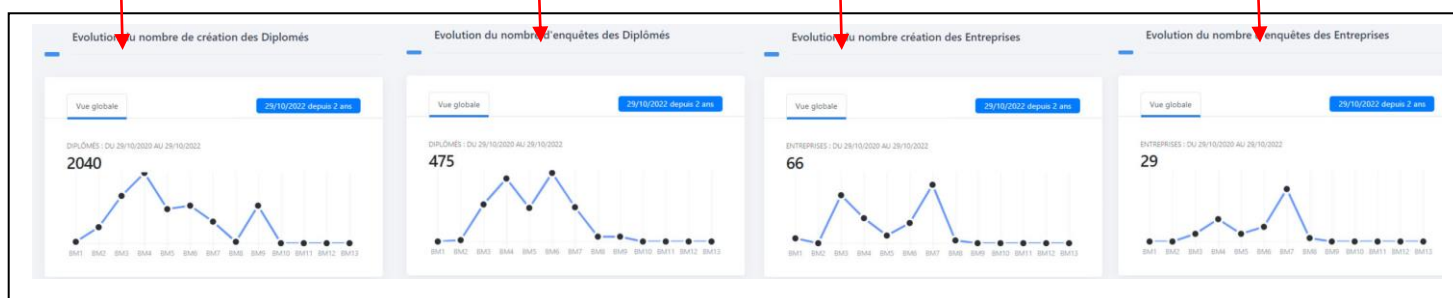 Evolution du nombre de création des Diplomés
Vue globale
29/10/2022 depuis 2 ans
DIPLÔMÉS : DU 29/10/2020 AU 29/10/2022
2040
BM1 BM2 BM3 BM4 BM5 BM6 BM7 BM8 BM9 BM10 BM11 BM12 BM13
Evolution du nombre d'enquêtes des Diplômés
Vue globale
29/10/2022 depuis 2 ans
DIPLÔMÉS : DU 29/10/2020 AU 29/10/2022
475
BM1 BM2 BM3 BM4 BM5 BM6 BM7 BM8 BM9 BM10 BM11 BM12 BM13
Evolution du nombre création des Entreprises
Vue globale
29/10/2022 depuis 2 ans
ENTREPRISES : DU 29/10/2020 AU 29/10/2022
66
BM1 BM2 BM3 BM4 BM5 BM6 BM7 BM8 BM9 BM10 BM11 BM12 BM13
Evolution du nombre d'enquêtes des Entreprises
Vue globale
29/10/2022 depuis 2 ans
ENTREPRISES : DU 29/10/2020 AU 29/10/2022
29
BM1 BM2 BM3 BM4 BM5 BM6 BM7 BM8 BM9 BM10 BM11 BM12 BM13